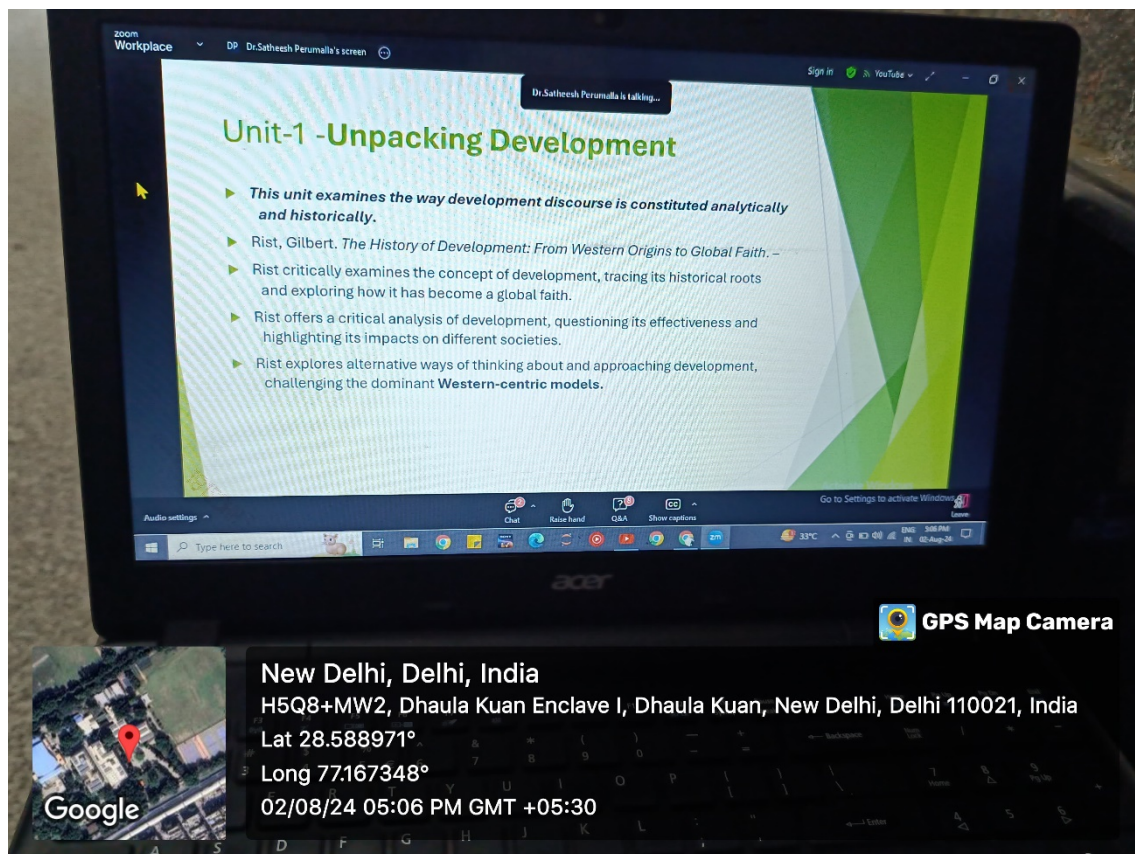 zoom
Workplace
DP Dr.Satheesh Perumalla's screen
Sign in
YouTube
Dr.Satheesh Perumalla is talking...
Unit-1 -Unpacking Development
This unit examines the way development discourse is constituted analytically
and historically.
Rist, Gilbert. The History of Development: From Western Origins to Global Faith. –
Rist critically examines the concept of development, tracing its historical roots
and exploring how it has become a global faith.
Rist offers a critical analysis of development, questioning its effectiveness and
highlighting its impacts on different societies.
Rist explores alternative ways of thinking about and approaching development,
challenging the dominant Western-centric models.
Go to Settings to activate Windows.
Audio settings
Chat
Raise hand
Q&A
Show captions
Leave
Type here to search
zm
33°C
ENG
IN
02-Aug-24
acer
GPS Map Camera
New Delhi, Delhi, India
H5Q8+MW2, Dhaula Kuan Enclave I, Dhaula Kuan, New Delhi, Delhi 110021, India
Lat 28.588971°
Long 77.167348°
02/08/24 05:06 PM GMT +05:30
Google